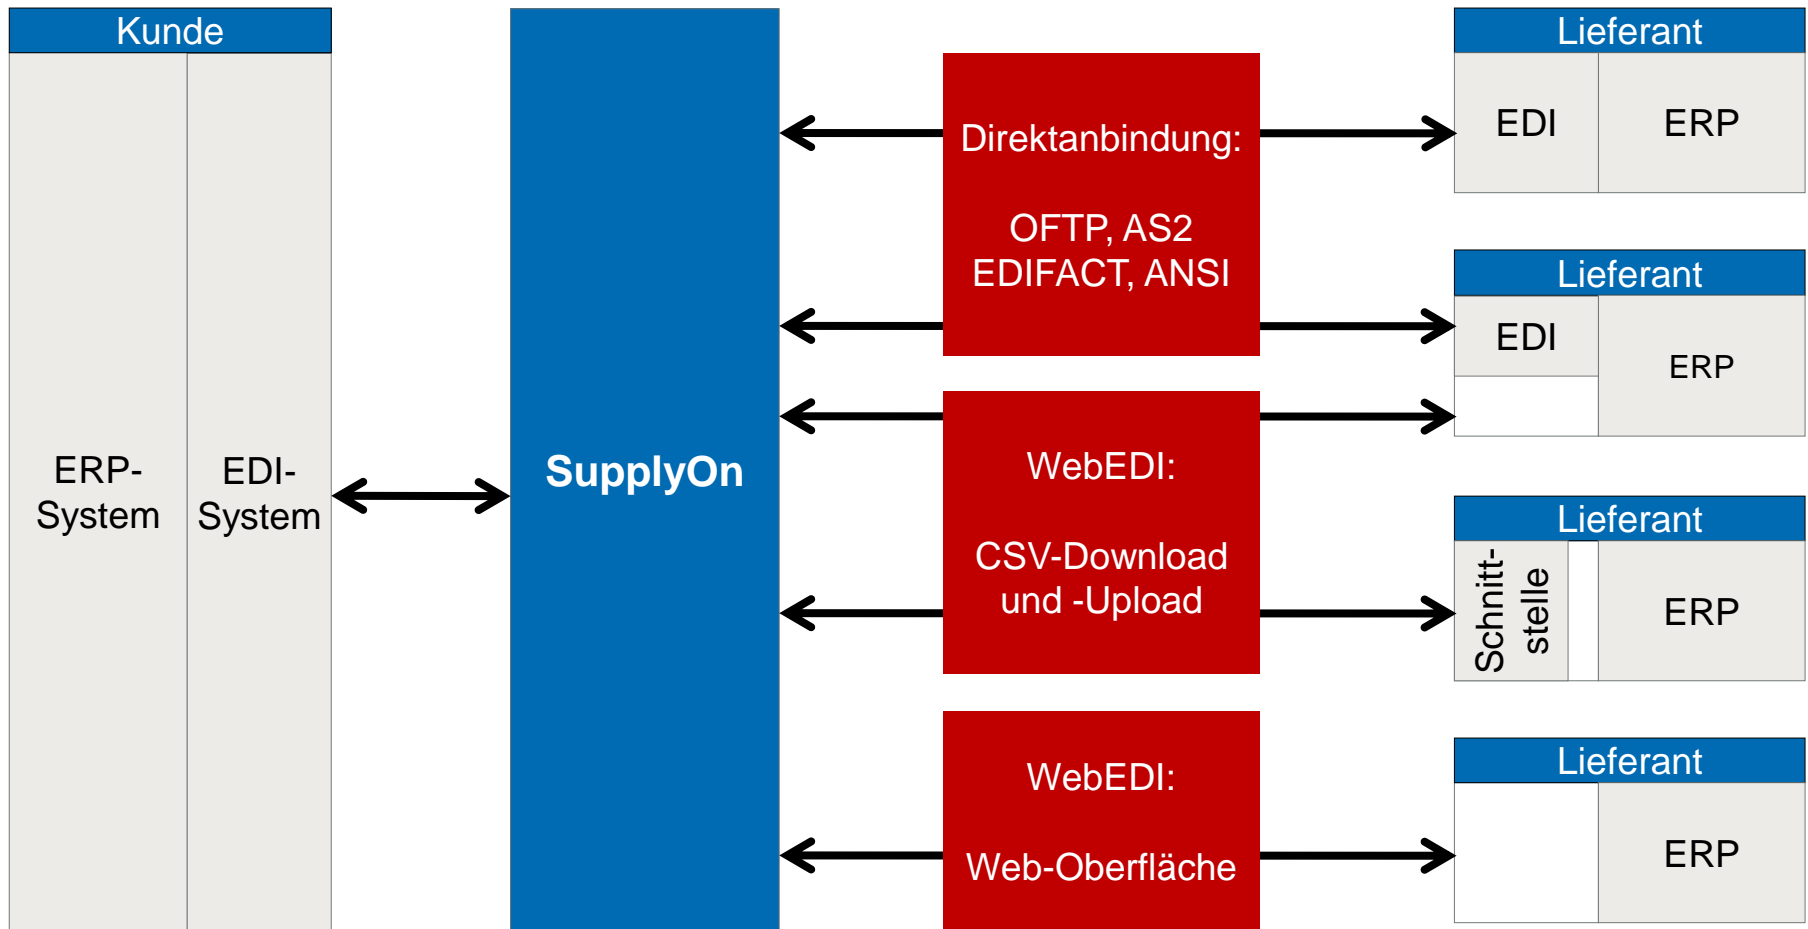 Kunde
ERP-
System
EDI-
System
SupplyOn
Direktanbindung:
OFTP, AS2
EDIFACT, ANSI
WebEDI:
CSV-Download
und -Upload
WebEDI:
Web-Oberfläche
Lieferant
EDI
ERP
Lieferant
EDI
ERP
Lieferant
Schnitt-
stelle
ERP
Lieferant
ERP